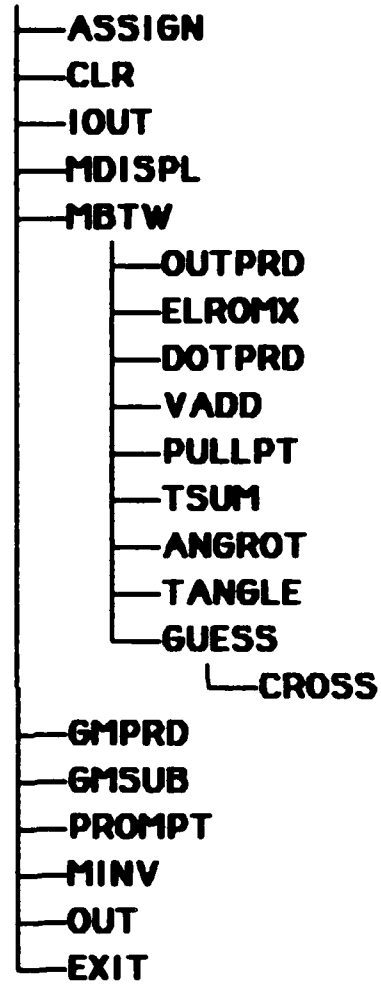 ASSIGN
CLR
IOUT
MDISPL
MBTW
OUTPRD
ELROMX
DOTPRD
VADD
PULLPT
TSUM
ANGROT
TANGLE
GUESS
CROSS
GMPRD
GMSUB
PROMPT
MINV
OUT
EXIT